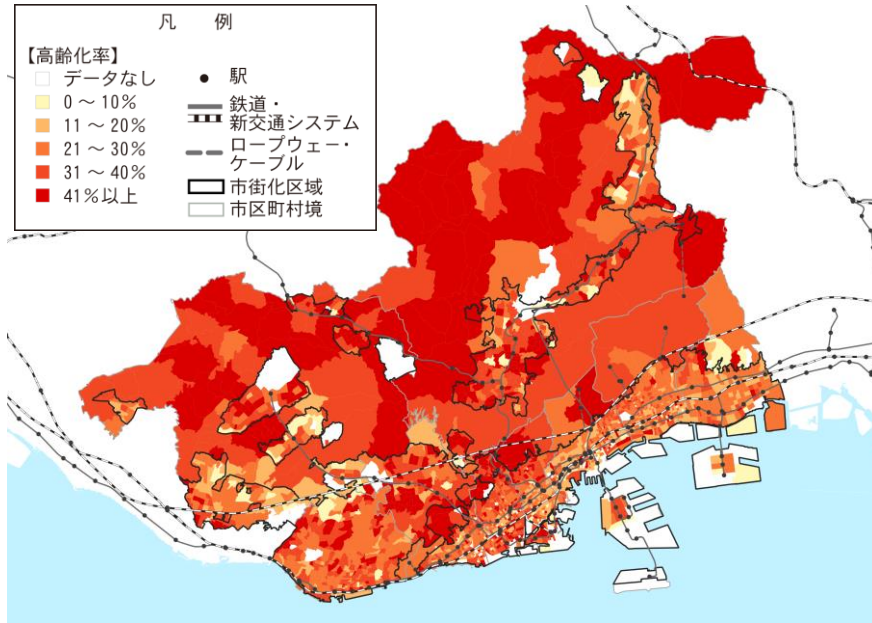 凡 例
【高齢化率】
データなし
0 ~ 10%
11 ~ 20%
21 ~ 30%
31 ~ 40%
41%以上
駅
鉄道・
新交通システム
ロープウェー・
ケーブル
市街化区域
市区町村境